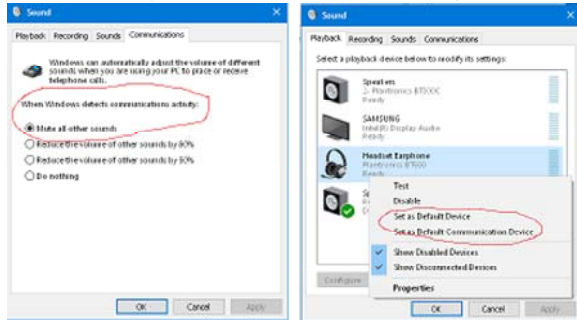 Sound
Playback Recording Sounds Communications
Windows can automatically adjust the volume of different
sounds when you are using your PC to place or receive
telephone calls.
When Windows detects communications activity:
Mute all other sounds
Reduce the volume of other sounds by 80%
Reduce the volume of other sounds by 50%
Do nothing
OK Cancel Apply
Sound
Playback Recording Sounds Communications
Select a playback device below to modify its settings:
Speakers
Plantronics
Ready
SAMSUNG
Intel(R) Display Audio
Ready
Headset Earphone
Plantronics BT600
Ready
Test
Disable
Set as Default Device
Set as Default Communication Device
Show Disabled Devices
Show Disconnected Devices
Properties
Configure
OK Cancel Apply